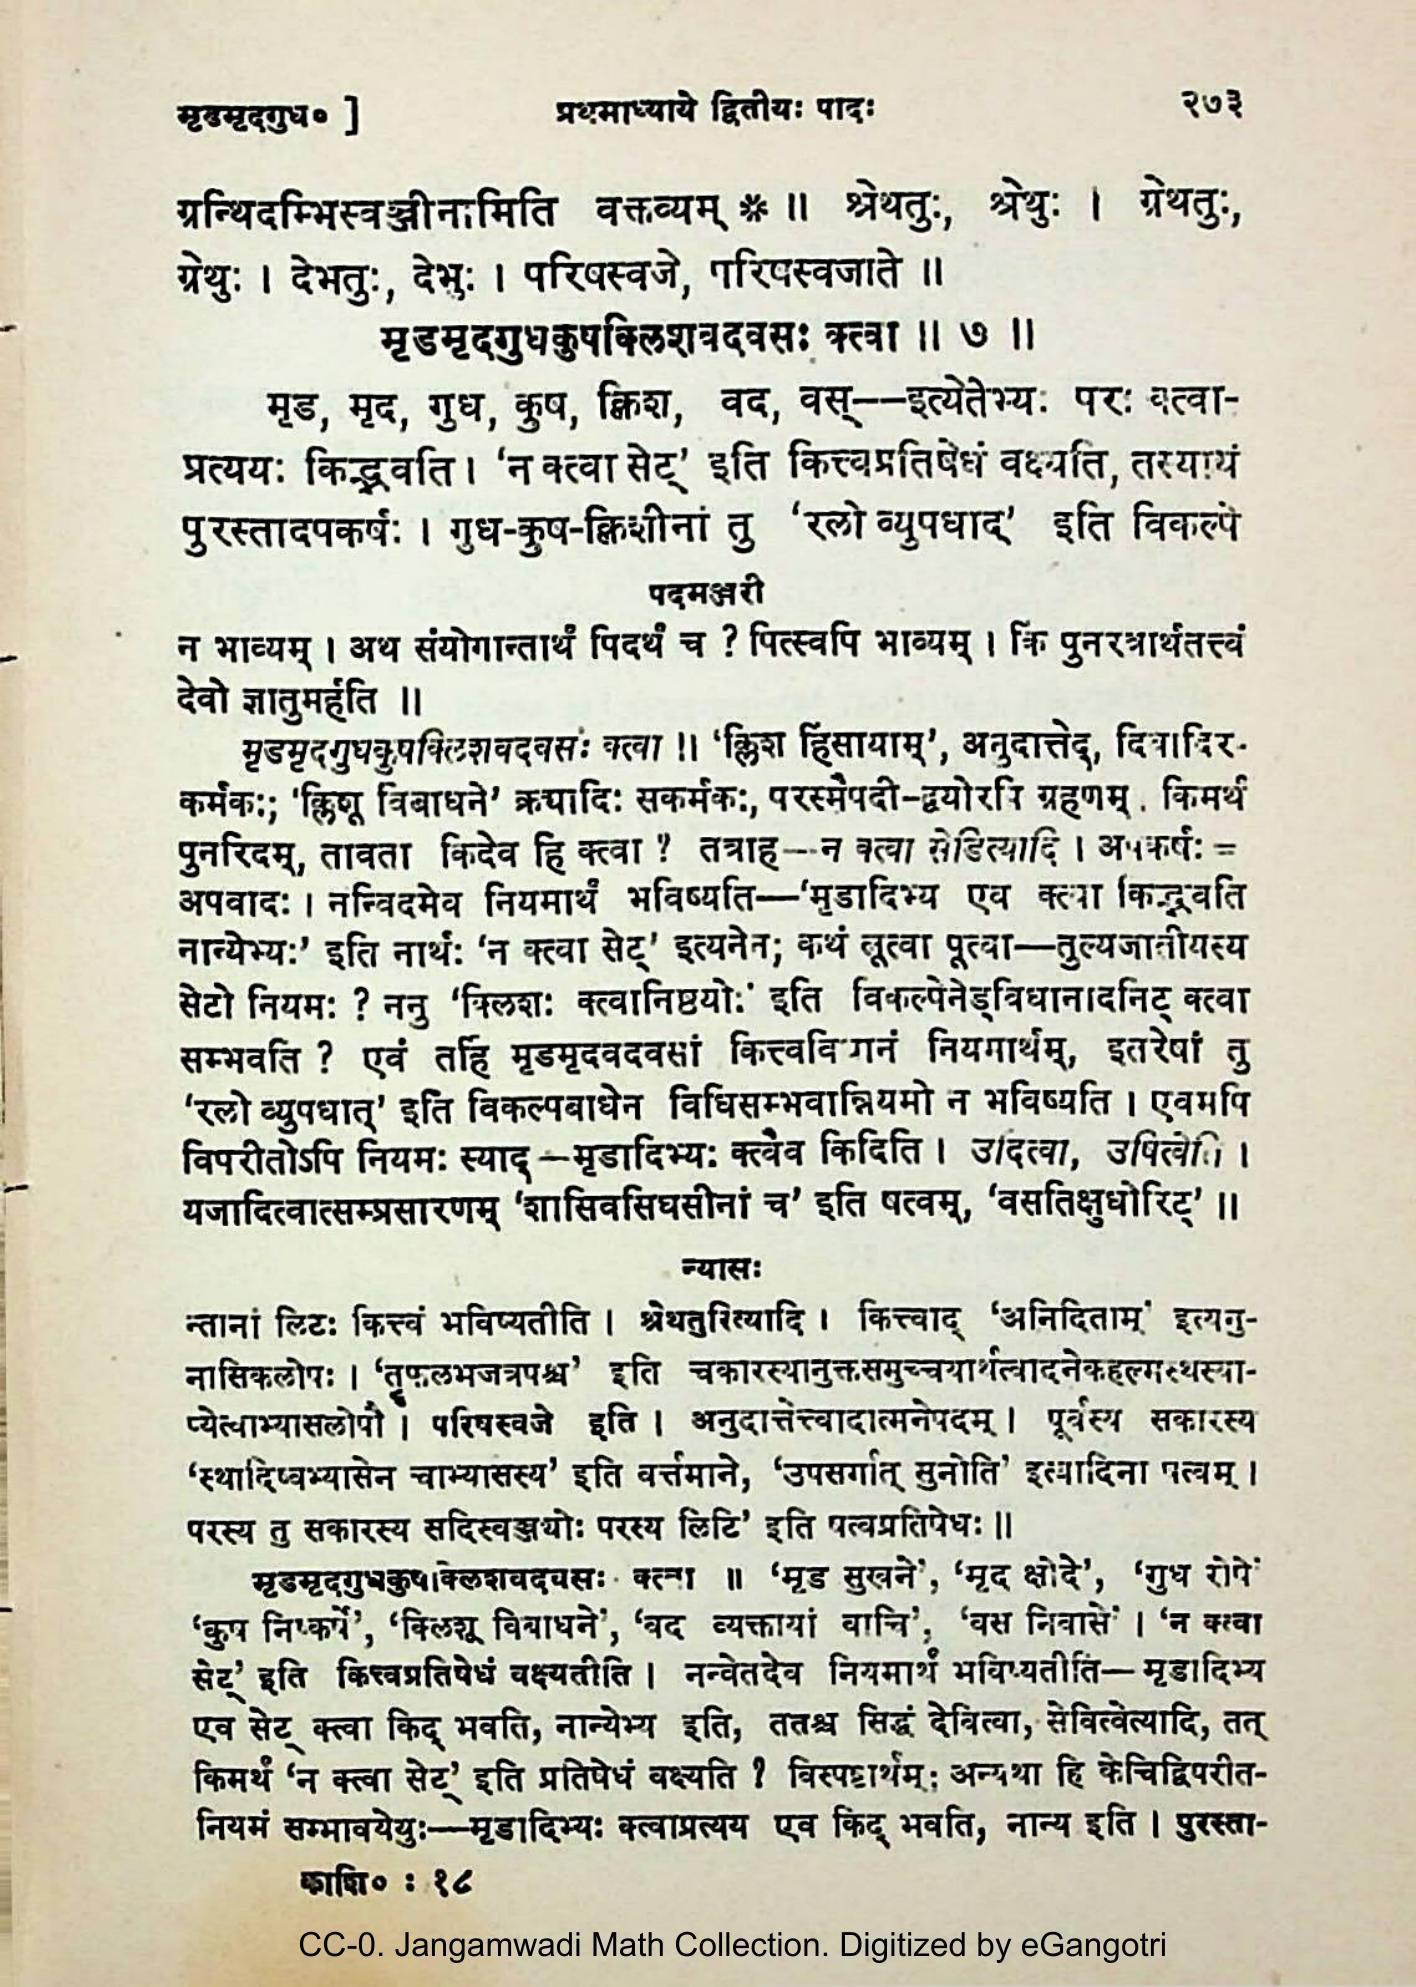 मृडमृदगुध० ] प्रथमाध्याये द्वितीयः पादः २७३
ग्रन्थिदम्भिस्वञ्जीनामिति वक्तव्यम् * ॥ श्रेथतुः, श्रेथुः । ग्रेथतुः,
ग्रेथुः । देभतुः, देभुः । परिषस्वजे, परिषस्वजाते ॥
मृडमृदगुधकुषक्लिशवदवसः क्त्वा ॥ ७ ॥
मृड, मृद, गुध, कुष, क्लिश, वद, वस्—इत्येतेभ्यः परः क्त्वा-
प्रत्ययः किद्भवति । ‘न क्त्वा सेट्’ इति कित्त्वप्रतिषेधं वक्ष्यति, तस्यायं
पुरस्तादपकर्षः । गुध-कुष-क्लिशीनां तु ‘रलो व्युपधाद्’ इति विकल्पे
पदमञ्जरी
न भाव्यम् । अथ संयोगान्तार्थं पिदर्थं च ? पित्स्वपि भाव्यम् । किं पुनरत्रार्थतत्त्वं
देवो ज्ञातुमर्हति ॥
मृडमृदगुधकुषक्लिशवदवसः क्त्वा ॥ ‘क्लिश हिंसायाम्’, अनुदात्तेद्, दिवादिर-
कर्मकः; ‘क्लिशू विबाधने’ क्र्यादिः सकर्मकः, परस्मैपदी–द्वयोरपि ग्रहणम् . किमर्थं
पुनरिदम्, तावता किदेव हि क्त्वा ? तत्राह—न क्त्वा सेडित्यादि । अपकर्षः =
अपवादः । नन्विदमेव नियमार्थं भविष्यति—‘मृडादिभ्य एव क्त्वा किद्भवति
नान्येभ्यः’ इति नार्थः ‘न क्त्वा सेट्’ इत्यनेन; कथं लूत्वा पूत्वा—तुल्यजातीयस्य
सेटो नियमः ? ननु ‘क्लिशः क्त्वानिष्ठयोः’ इति विकल्पेनेड्विधानादनिट् क्त्वा
सम्भवति ? एवं तर्हि मृडमृदवदवसां कित्त्वविधानं नियमार्थम्, इतरेषां तु
‘रलो व्युपधात्’ इति विकल्पबाधेन विधिसम्भवान्नियमो न भविष्यति । एवमपि
विपरीतोऽपि नियमः स्याद्—मृडादिभ्यः क्त्वैव किदिति । उदित्वा, उषित्वेति ।
यजादित्वात्सम्प्रसारणम् ‘शासिवसिघसीनां च’ इति षत्वम्, ‘वसतिक्षुधोरिट्’ ॥
न्यासः
न्तानां लिटः कित्त्वं भविष्यतीति । श्रेथतुरित्यादि । कित्त्वाद् ‘अनिदिताम्’ इत्यनु-
नासिकलोपः । ‘तॄफलभजत्रपश्च’ इति चकारस्यानुक्तसमुच्चयार्थत्वादनेकहल्मध्यस्या-
प्येत्वाभ्यासलोपौ । परिषस्वजे इति । अनुदात्तेत्त्वादात्मनेपदम् । पूर्वस्य सकारस्य
‘स्थादिष्वभ्यासेन चाभ्यासस्य’ इति वर्त्तमाने, ‘उपसर्गात् सुनोति’ इत्यादिना षत्वम् ।
परस्य तु सकारस्य सदिस्वञ्जयोः परस्य लिटि’ इति षत्वप्रतिषेधः ॥
मृडमृदगुधकुषक्लिशवदवसः क्त्वा ॥ ‘मृड सुखने’, ‘मृद क्षोदे’, ‘गुध रोषे’
‘कुष निष्कर्षे’, ‘क्लिशू विबाधने’, ‘वद व्यक्तायां वाचि’, ‘वस निवासे’ । ‘न क्त्वा
सेट्’ इति कित्त्वप्रतिषेधं वक्ष्यतीति । नन्वेतदेव नियमार्थं भविष्यतीति—मृडादिभ्य
एव सेट् क्त्वा किद् भवति, नान्येभ्य इति, ततश्च सिद्धं देवित्वा, सेवित्वेत्यादि, तत्
किमर्थं ‘न क्त्वा सेट्’ इति प्रतिषेधं वक्ष्यति ? विस्पष्टार्थम्; अन्यथा हि केचिद्विपरीत-
नियमं सम्भावयेयुः—मृडादिभ्यः क्त्वाप्रत्यय एव किद् भवति, नान्य इति । पुरस्ता-
काशि० : १८
CC-0. Jangamwadi Math Collection. Digitized by eGangotri